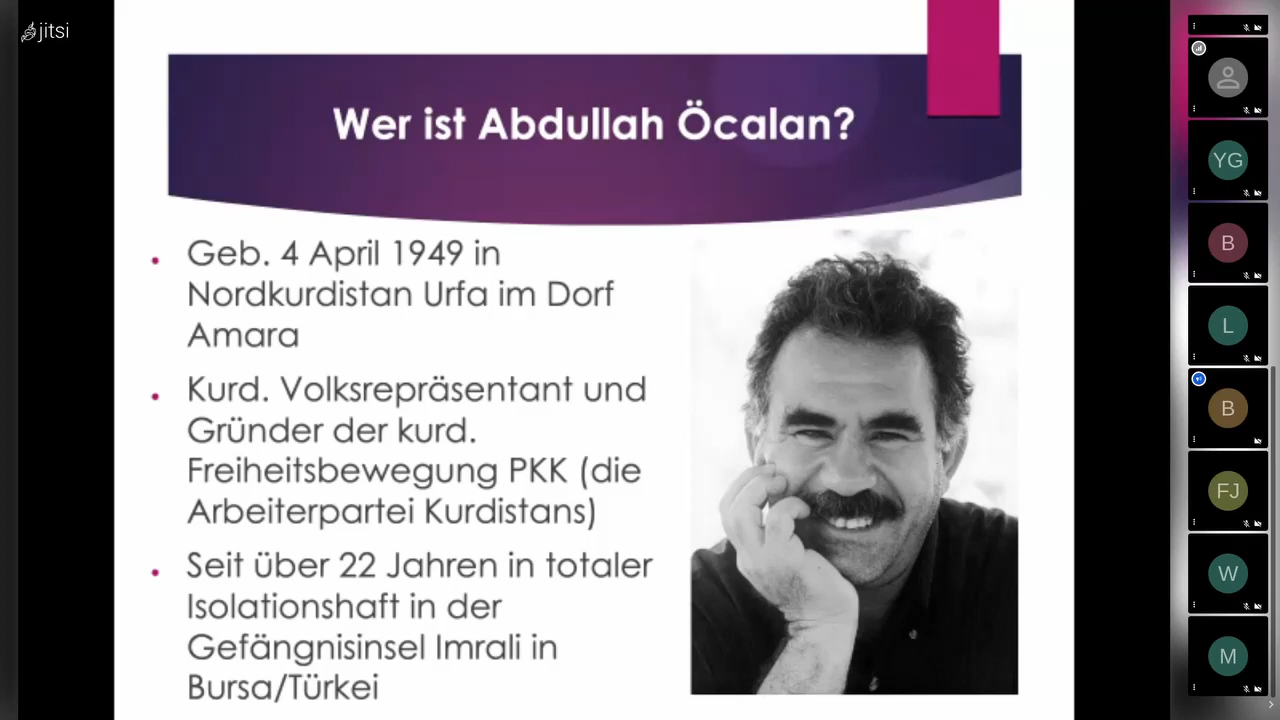 jitsi
Wer ist Abdullah Öcalan?
Geb. 4 April 1949 in
Nordkurdistan Urfa im Dorf
Amara
Kurd. Volksrepräsentant und
Gründer der kurd.
Freiheitsbewegung PKK (die
Arbeiterpartei Kurdistans)
Seit über 22 Jahren in totaler
Isolationshaft in der
Gefängnisinsel Imrali in
Bursa/Türkei
YG
B
L
B
FJ
W
M